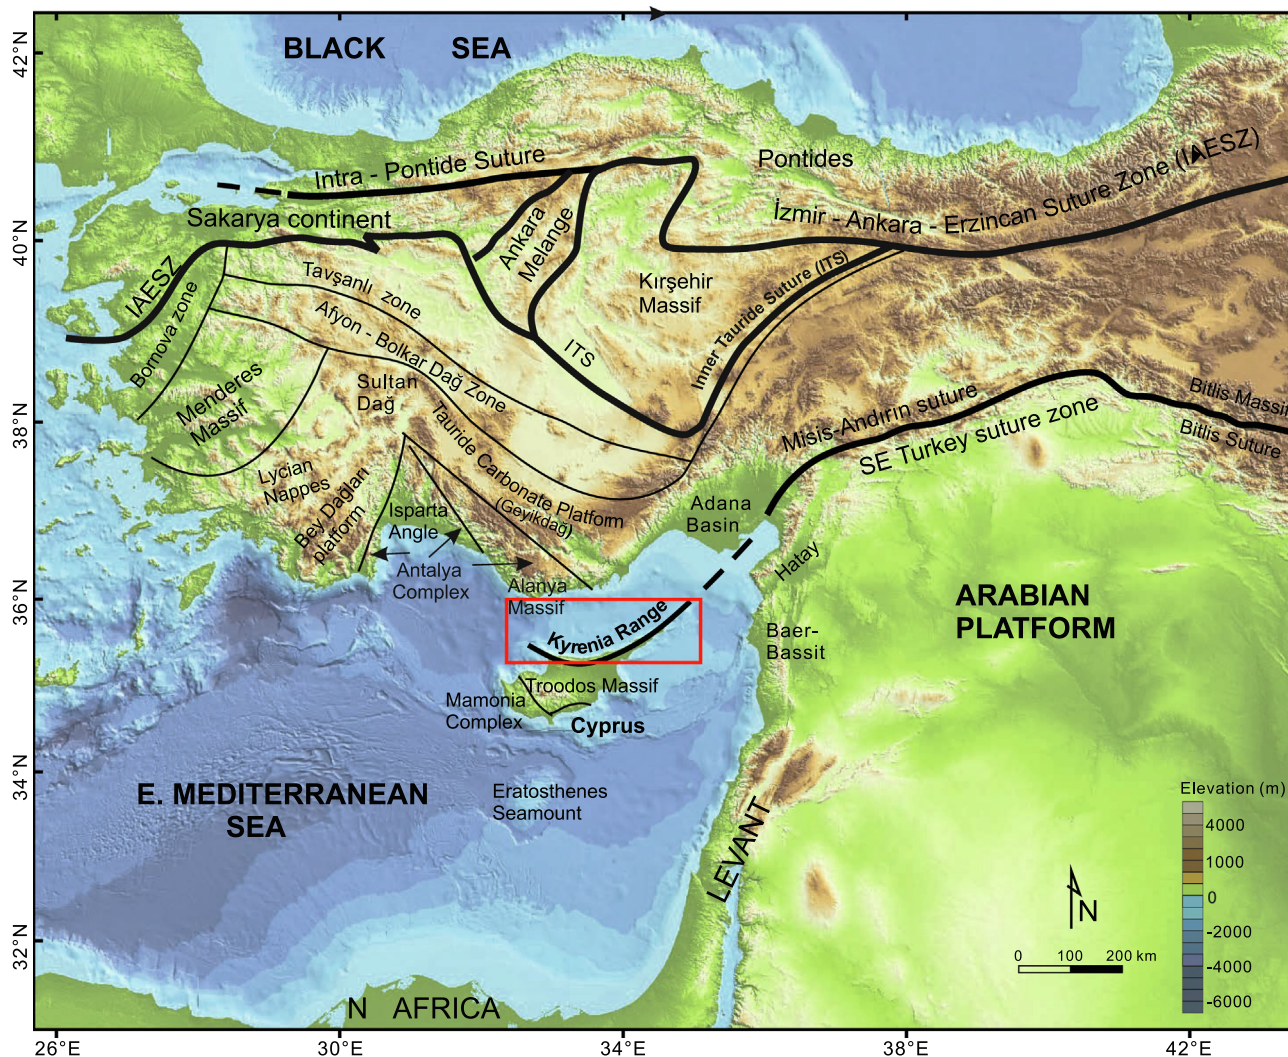 BLACK SEA
42°N
Intra - Pontide Suture
Pontides
İzmir - Ankara - Erzincan Suture Zone (IAESZ)
Sakarya continent
40°N
Ankara
Melange
IAESZ
Tavşanlı zone
Kırşehir
Massif
Inner Tauride Suture (ITS)
Bornova zone
Afyon - Bolkar Dağ Zone
ITS
Menderes
Massif
Sultan
Dağ
38°N
Tauride Carbonate Platform
(Geyikdağ)
Misis-Andırın suture
SE Turkey suture zone
Bitlis Massif
Bitlis Suture
Lycian
Nappes
Bey Dağları
platform
Isparta
Angle
Adana
Basin
Antalya
Complex
Alanya
Massif
Hatay
36°N
Kyrenia Range
ARABIAN
PLATFORM
Baer-
Bassit
Troodos Massif
Mamonia
Complex
Cyprus
34°N
E. MEDITERRANEAN
SEA
Eratosthenes
Seamount
LEVANT
Elevation (m)
4000
1000
0
-2000
-4000
-6000
N
0 100 200 km
32°N
N AFRICA
26°E 30°E 34°E 38°E 42°E